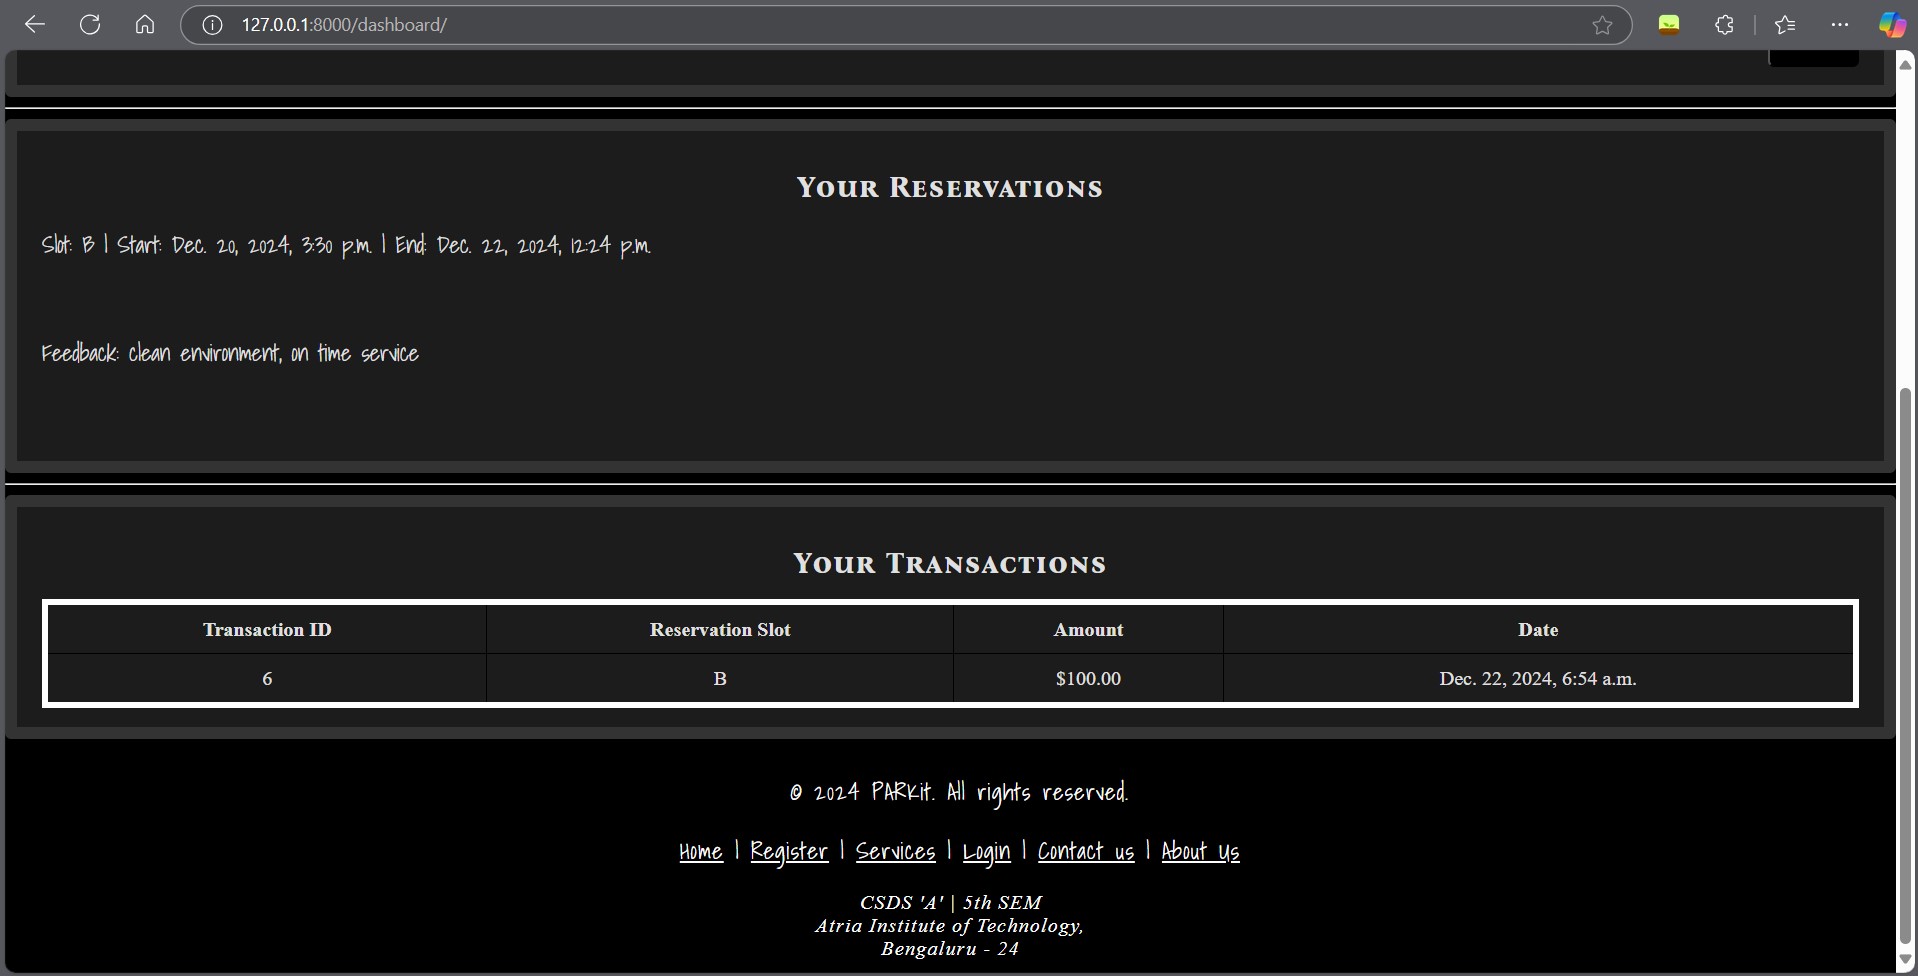 127.0.0.1:8000/dashboard/
Your Reservations
Slot: B | Start: Dec. 20, 2024, 3:30 p.m. | End: Dec. 22, 2024, 12:24 p.m.
Feedback: clean environment, on time service
Your Transactions
Transaction ID Reservation Slot Amount Date
6 B $100.00 Dec. 22, 2024, 6:54 a.m.
© 2024 PARKit. All rights reserved.
Home | Register | Services | Login | Contact us | About Us
CSDS 'A' | 5th SEM
Atria Institute of Technology,
Bengaluru - 24